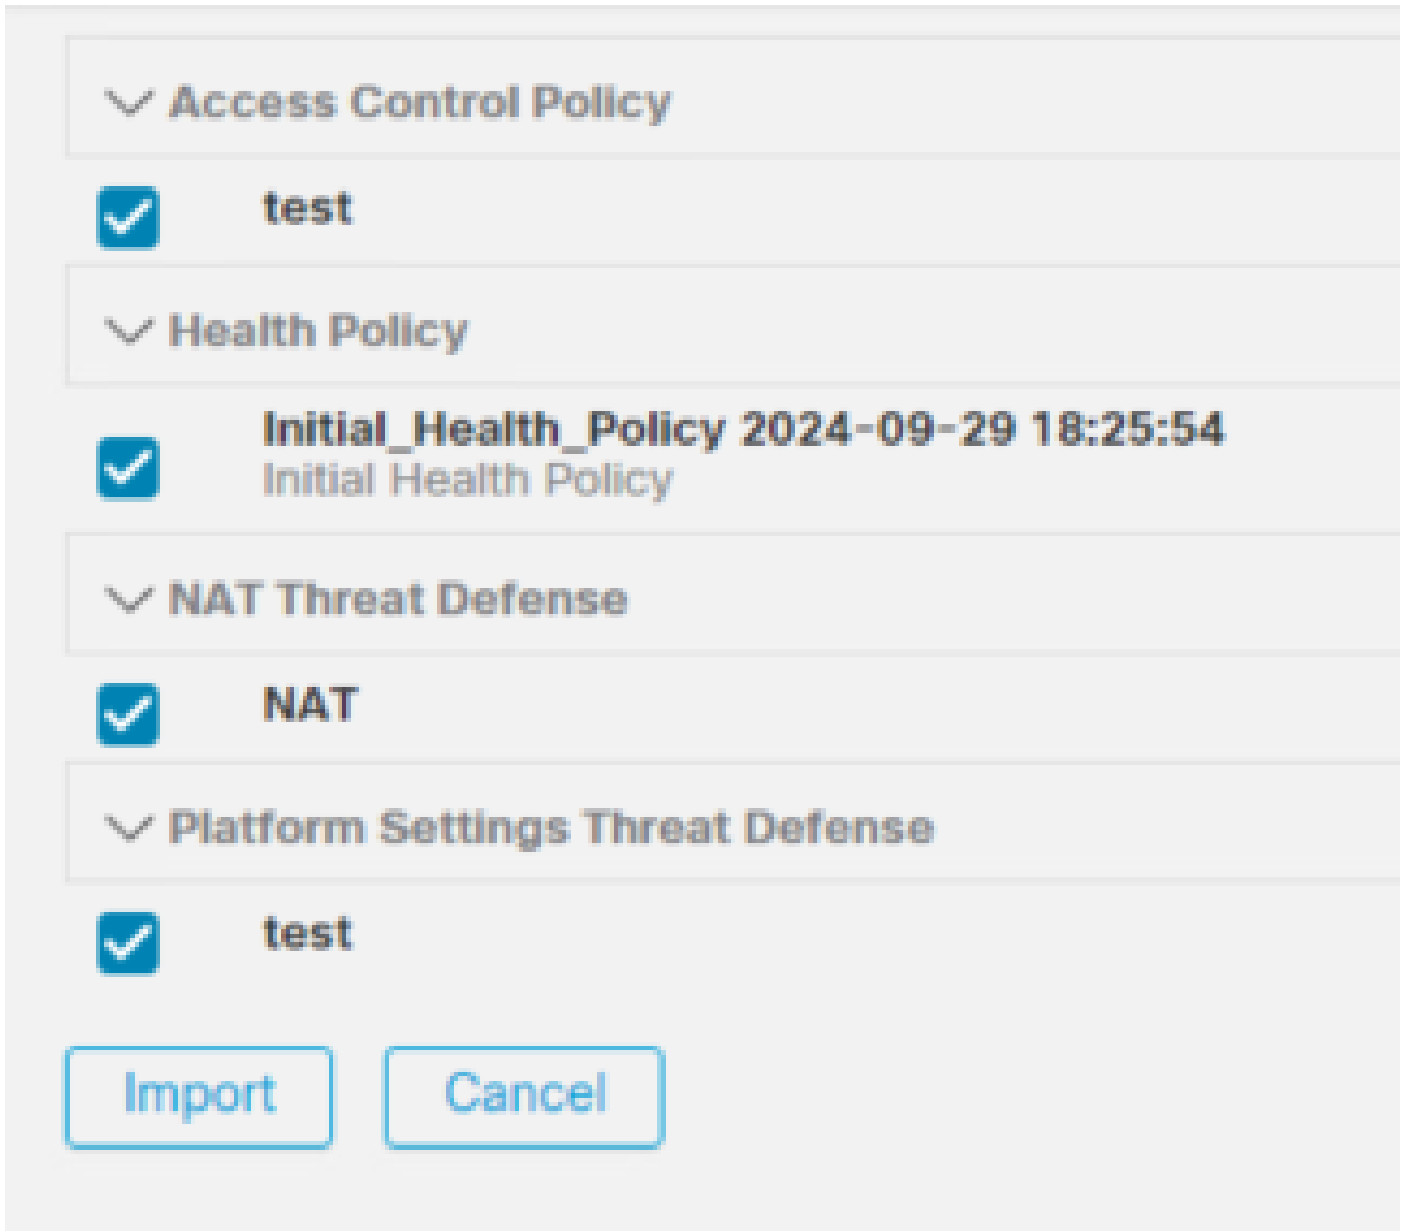 Access Control Policy
test
Health Policy
Initial_Health_Policy 2024-09-29 18:25:54
Initial Health Policy
NAT Threat Defense
NAT
Platform Settings Threat Defense
test
Import
Cancel